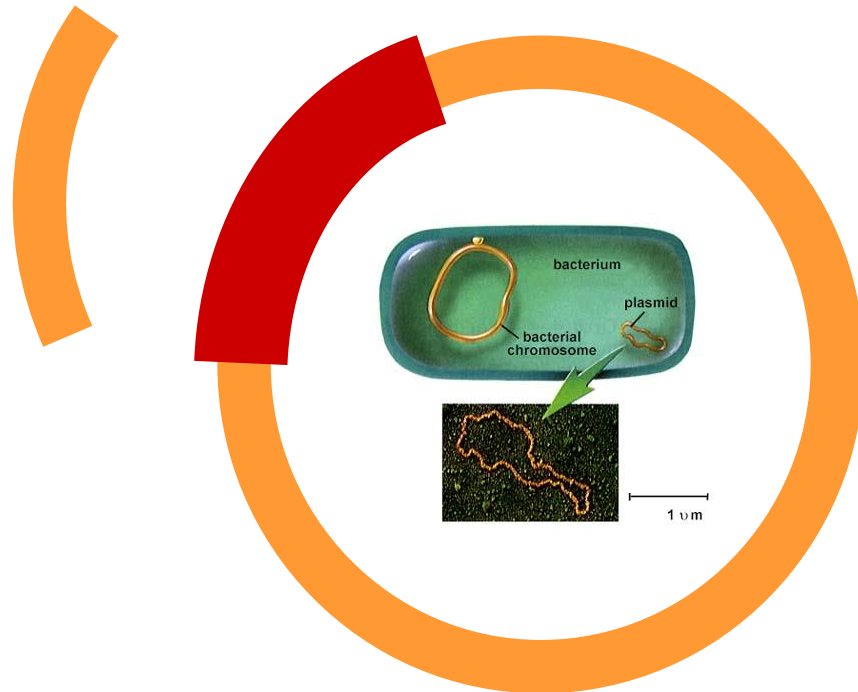 bacterium
plasmid
bacterial
chromosome
1 υm